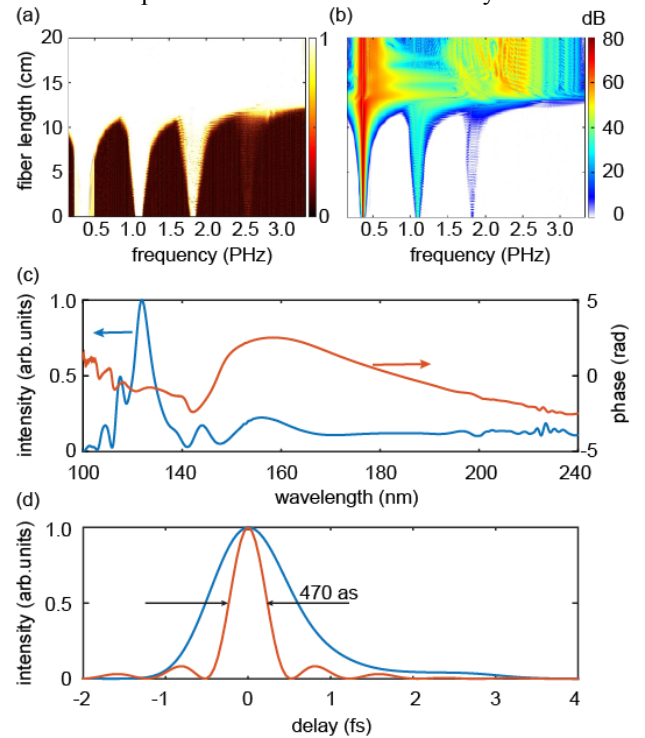 (a)
(b)
dB
20
15
10
5
0
fiber length (cm)
0.5 1.0 1.5 2.0 2.5 3.0
frequency (PHz)
1
0
0.5 1.0 1.5 2.0 2.5 3.0
frequency (PHz)
80
60
40
20
0
(c)
1.0
0.5
0
intensity (arb.units)
5
0
-5
phase (rad)
100 120 140 160 180 200 220 240
wavelength (nm)
(d)
1.0
0.5
0
intensity (arb.units)
470 as
-2 -1 0 1 2 3 4
delay (fs)